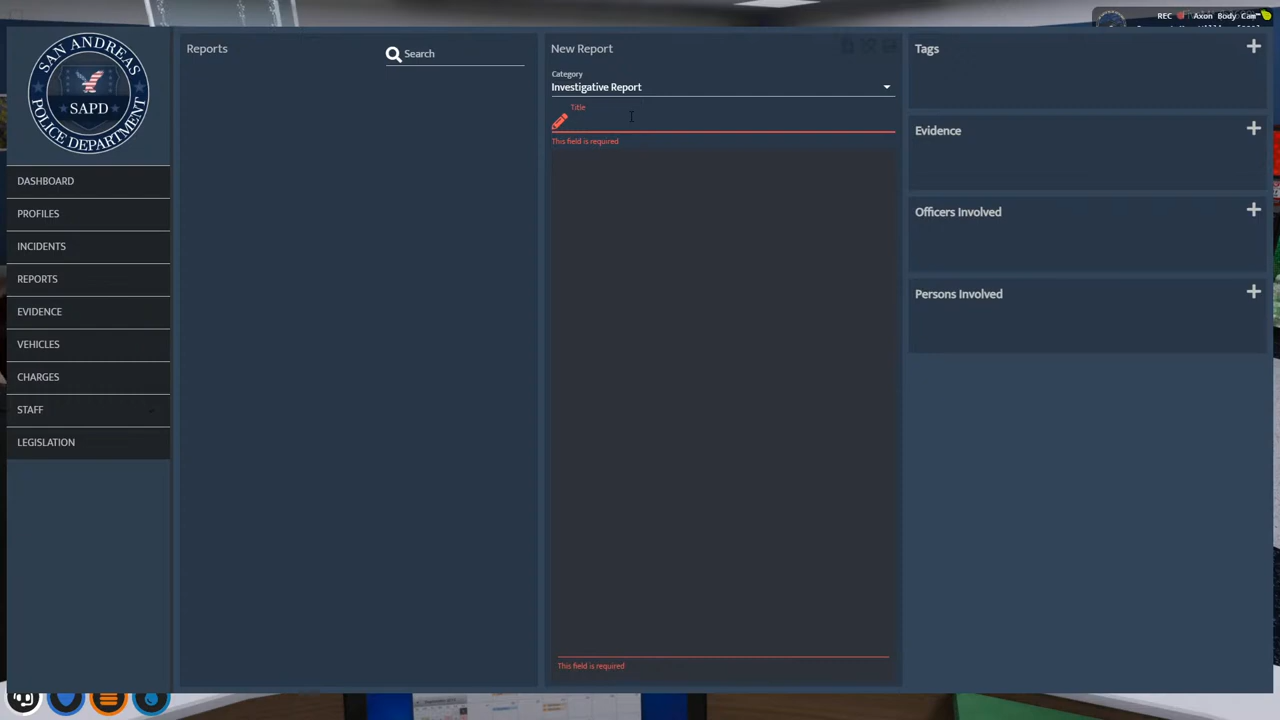 REC Axon Body Cam
SAN ANDREAS
SAPD
POLICE DEPARTMENT
DASHBOARD
PROFILES
INCIDENTS
REPORTS
EVIDENCE
VEHICLES
CHARGES
STAFF
LEGISLATION
Reports
Search
New Report
Category
Investigative Report
Title
This field is required
This field is required
Tags
Evidence
Officers Involved
Persons Involved